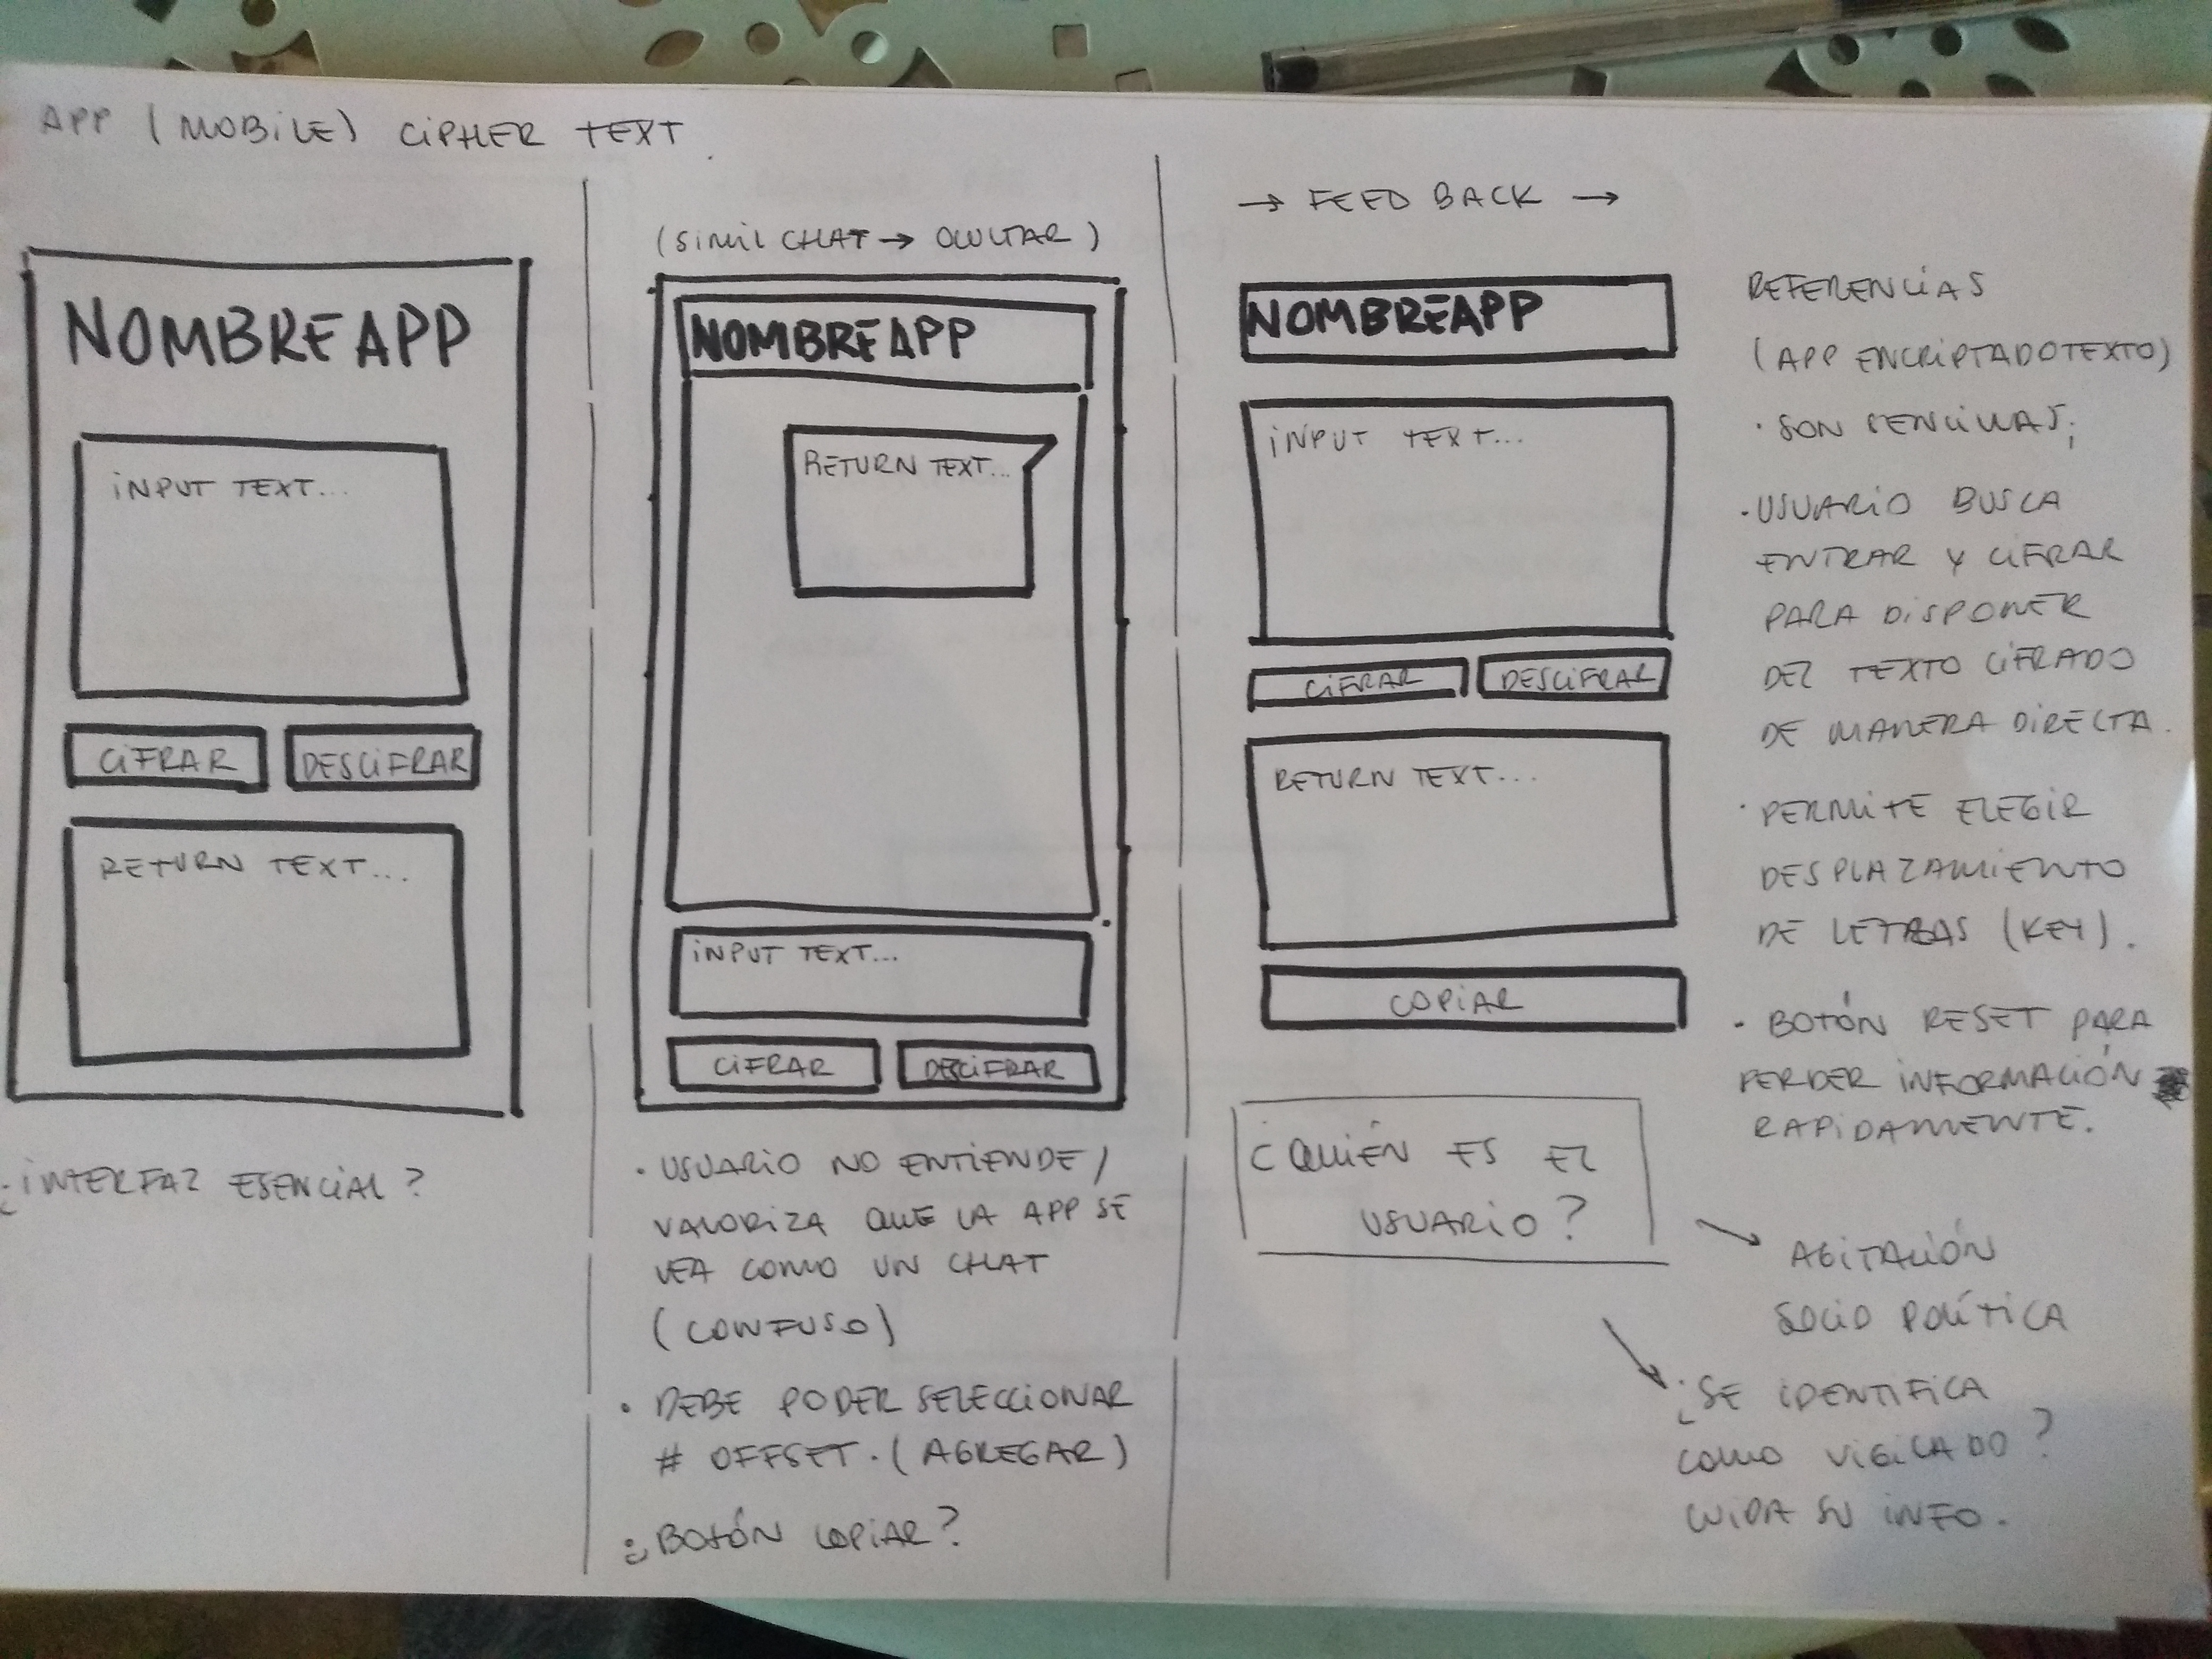 APP (MOBILE) CIPHER TEXT.
NOMBREAPP
INPUT TEXT...
CIFRAR
DESCIFRAR
RETURN TEXT...
¿INTERFAZ ESENCIAL?
(SIMIL CHAT → OCULTAR)
NOMBREAPP
RETURN TEXT...
INPUT TEXT...
CIFRAR
DESCIFRAR
· USUARIO NO ENTIENDE /
VALORIZA QUE LA APP SE
VEA COMO UN CHAT
(CONFUSO)
· DEBE PODER SELECCIONAR
# OFFSET. (AGREGAR)
¿BOTÓN COPIAR?
→ FEED BACK →
NOMBREAPP
INPUT TEXT...
CIFRAR
DESCIFRAR
RETURN TEXT...
COPIAR
¿QUIÉN ES EL
USUARIO?
REFERENCIAS
(APP ENCRIPTADO TEXTO)
· SON SENCILLAS;
· USUARIO BUSCA
ENTRAR Y CIFRAR
PARA DISPONER
DEL TEXTO CIFRADO
DE MANERA DIRECTA.
· PERMITE ELEGIR
DESPLAZAMIENTO
DE LETRAS (KEY).
· BOTÓN RESET PARA
PERDER INFORMACIÓN
RAPIDAMENTE.
AGITACIÓN
SOCIO POLÍTICA
¿SE IDENTIFICA
COMO VIGILADO?
CUIDA SU INFO.